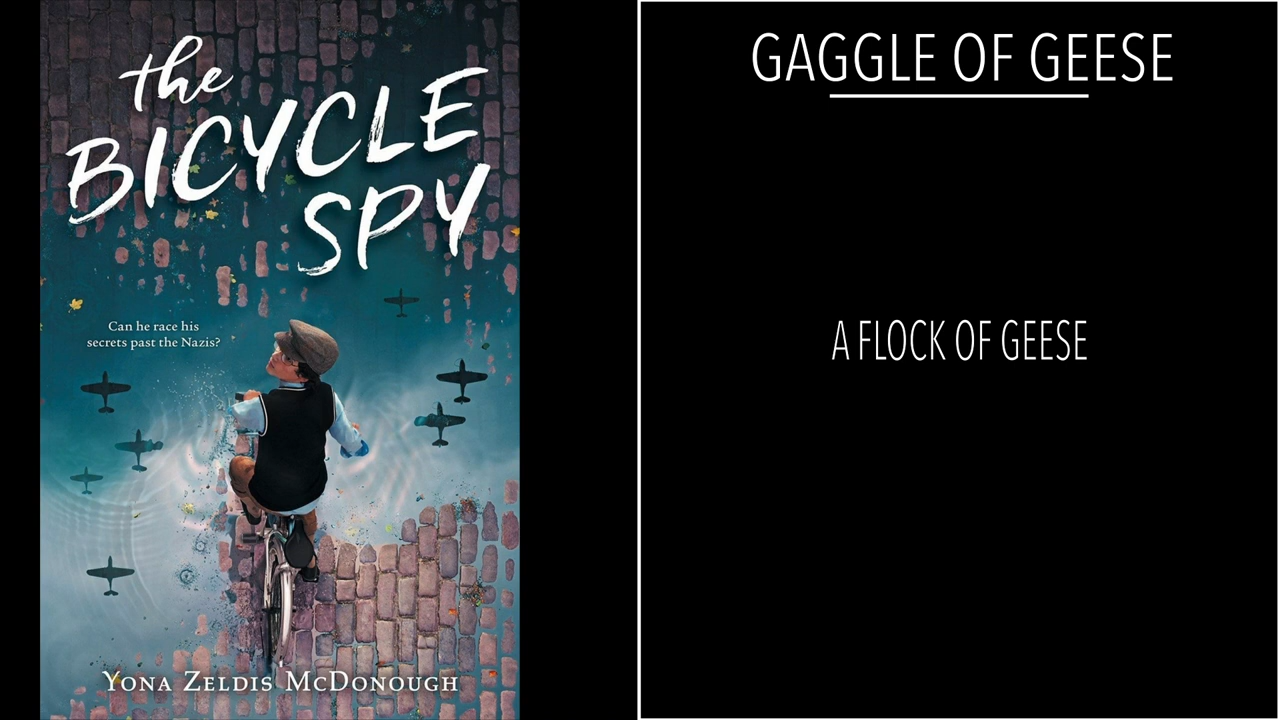 the
BICYCLE
SPY
Can he race his
secrets past the Nazis?
YONA ZELDIS MCDONOUGH
GAGGLE OF GEESE
A FLOCK OF GEESE